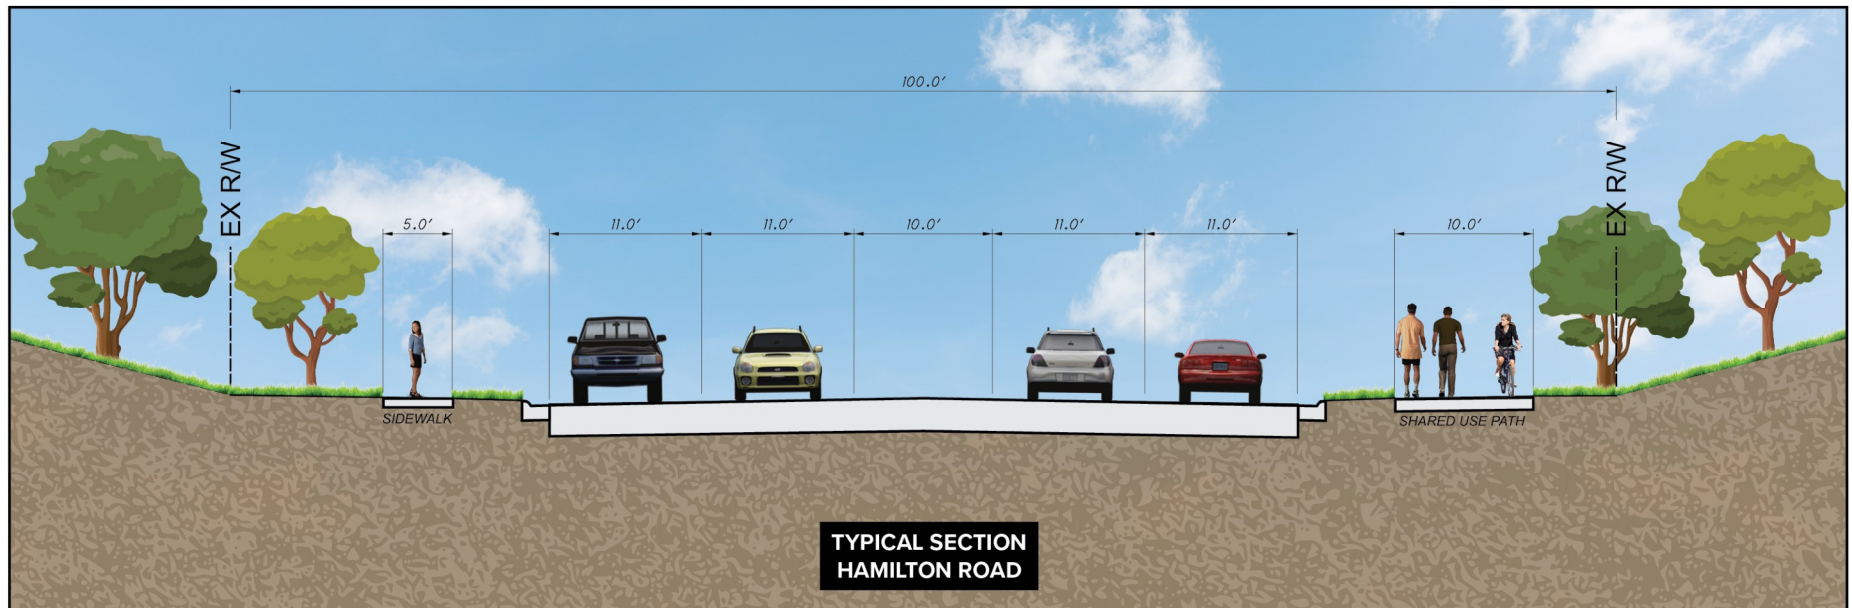 100.0'
EX R/W
EX R/W
5.0'
11.0'
11.0'
10.0'
11.0'
11.0'
10.0'
SIDEWALK
SHARED USE PATH
TYPICAL SECTION
HAMILTON ROAD